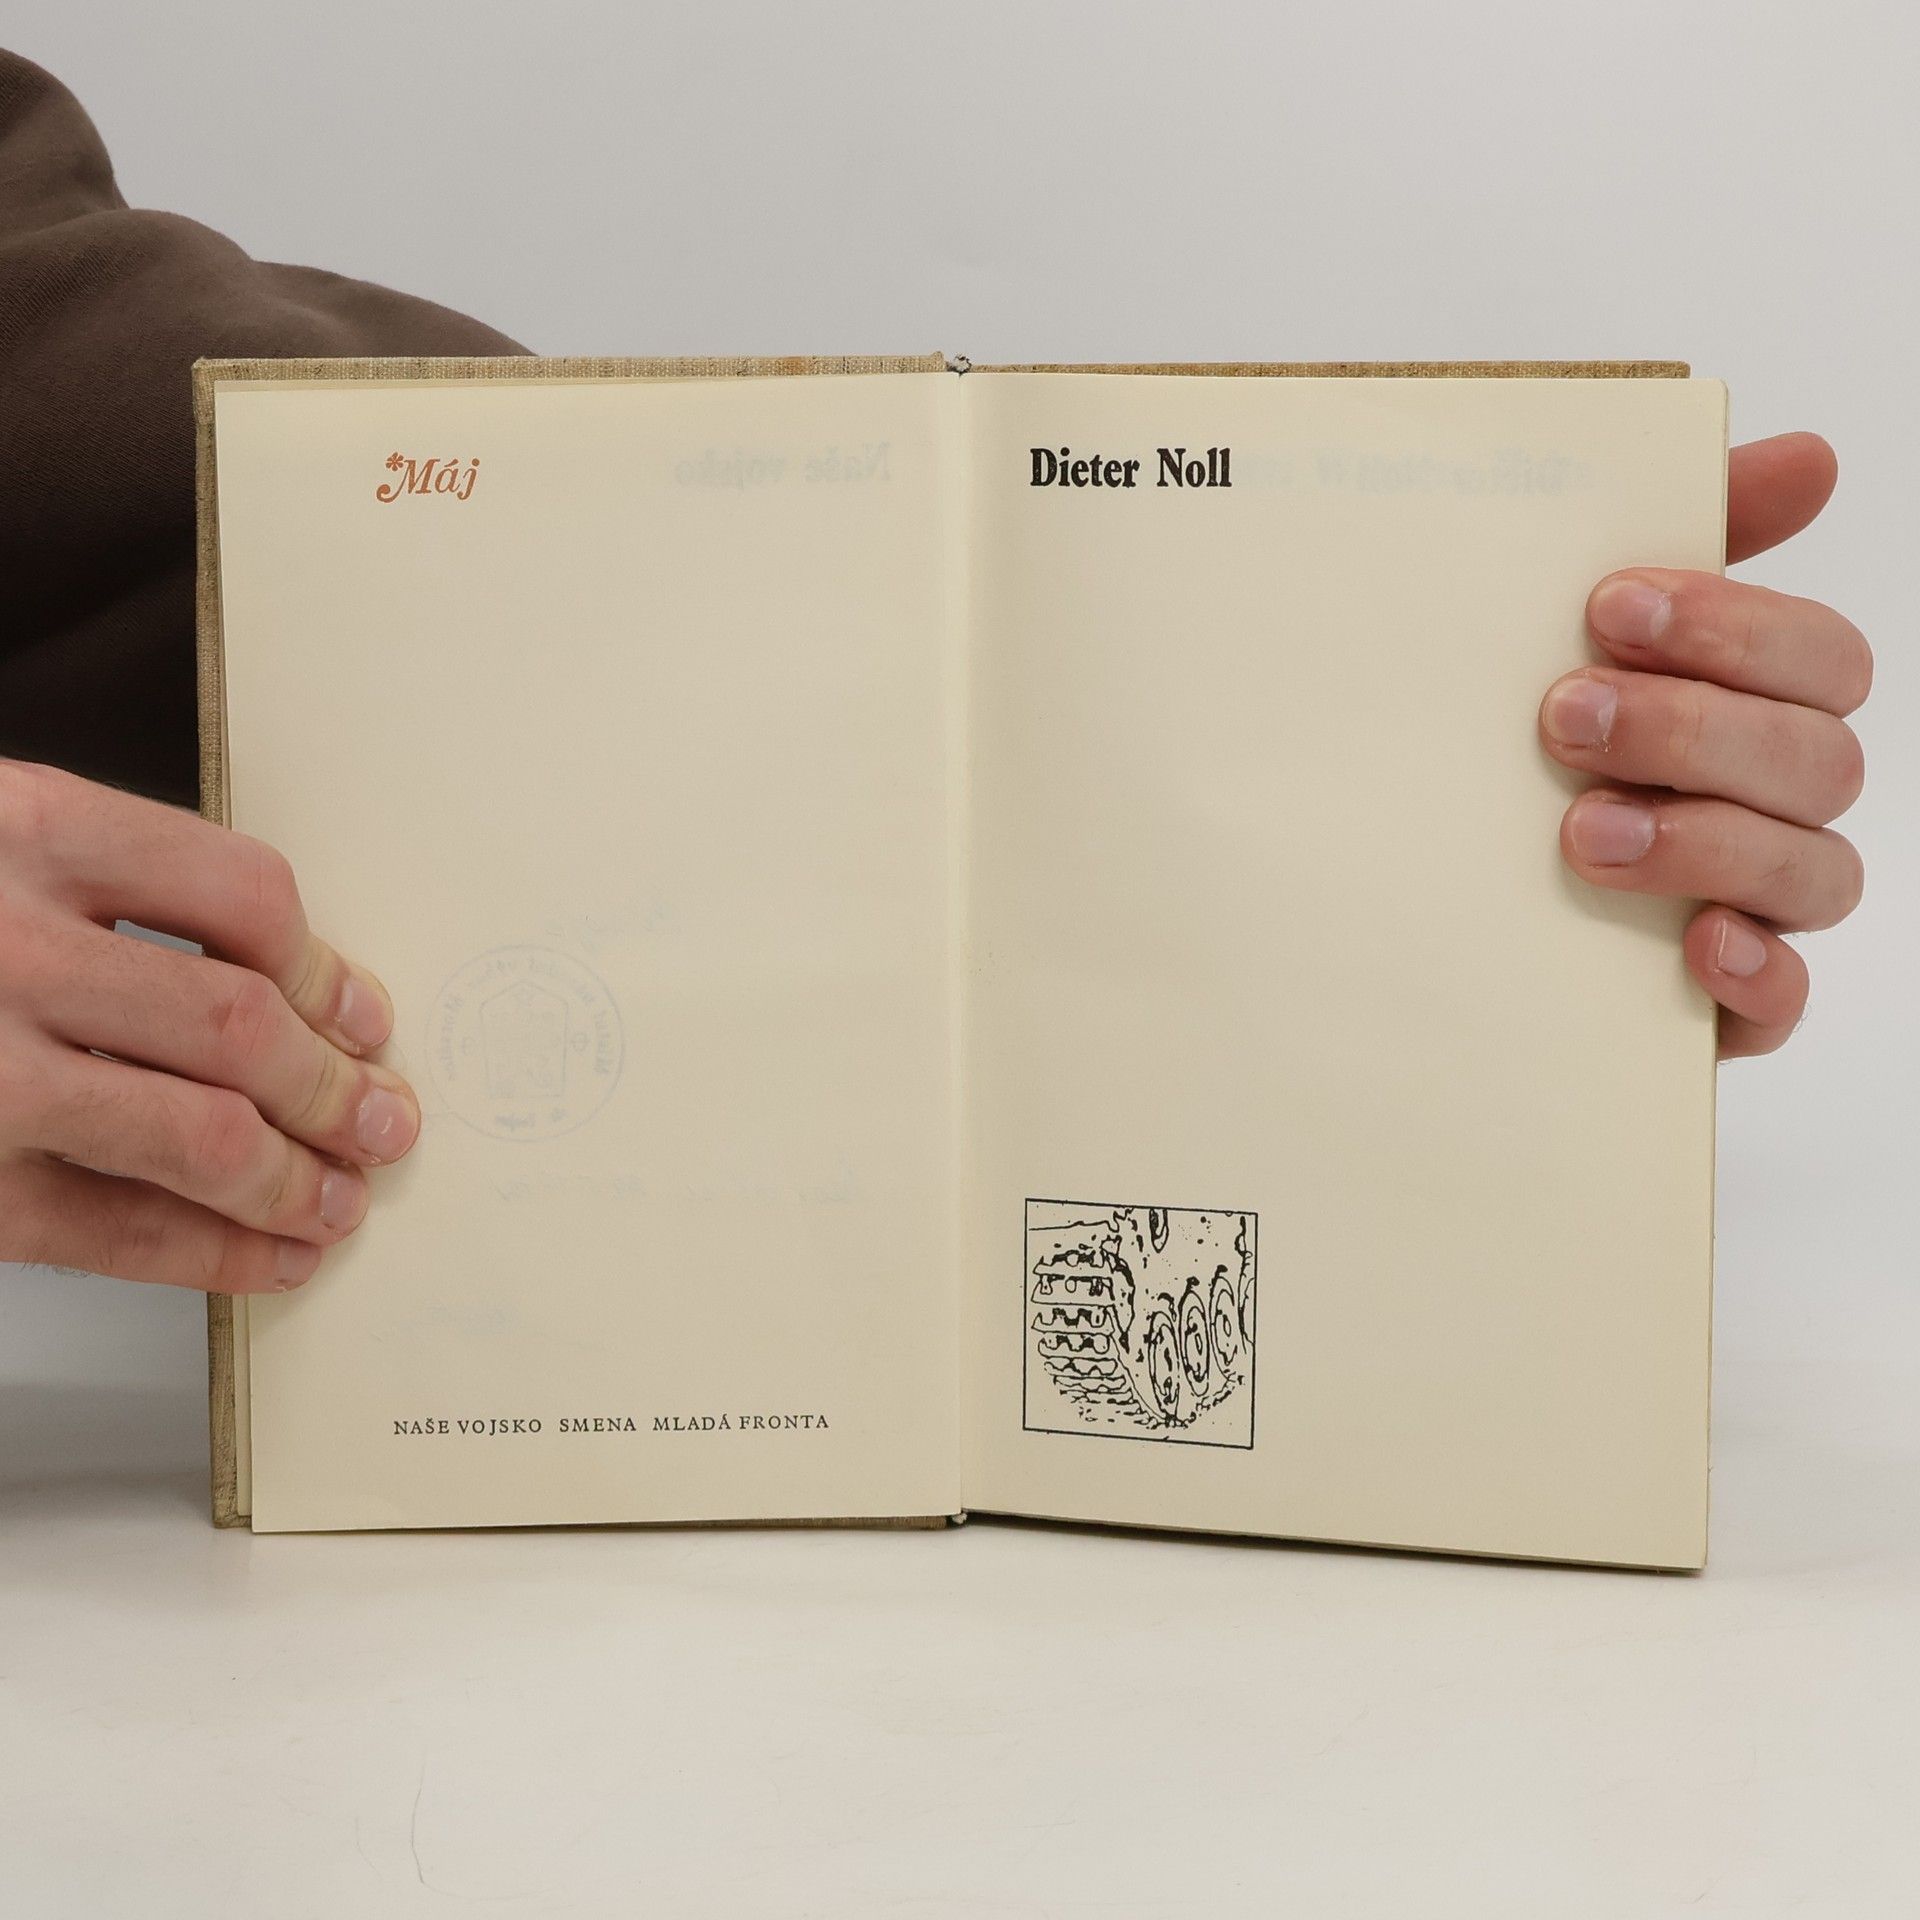 Máj
NAŠE VOJSKO SMENA MLADÁ FRONTA
Dieter Noll